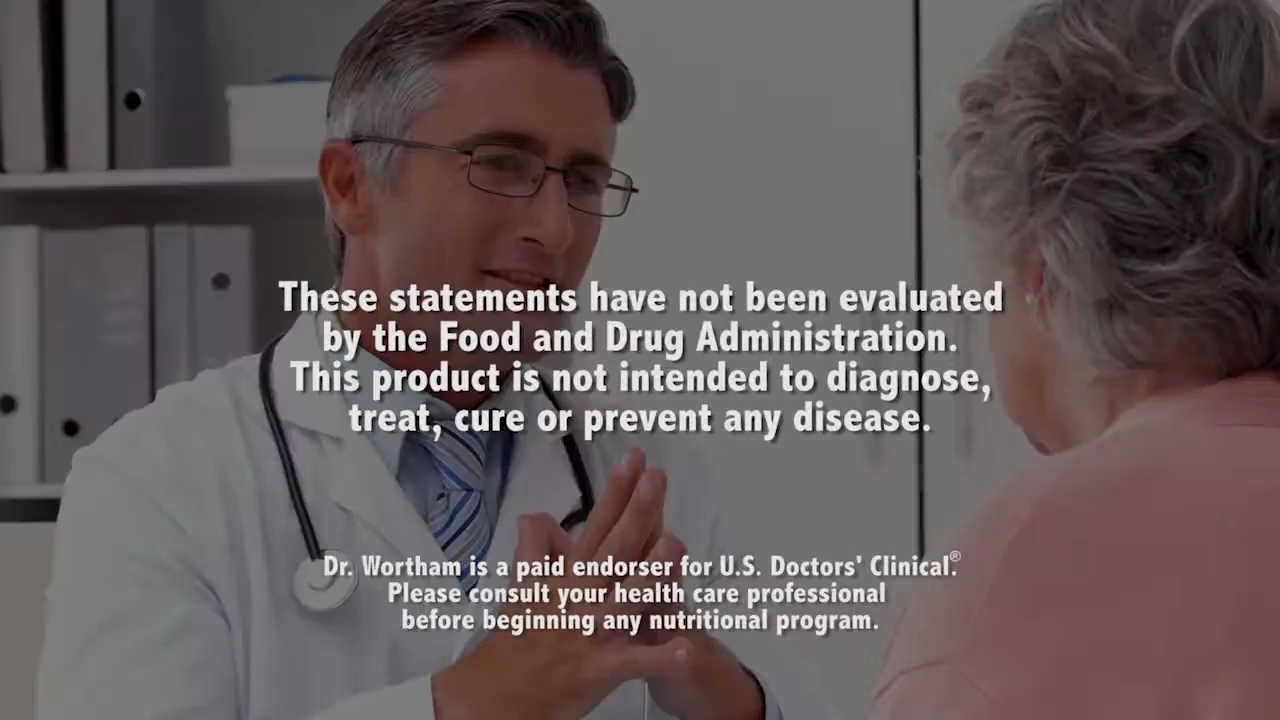 These statements have not been evaluated
by the Food and Drug Administration.
This product is not intended to diagnose,
treat, cure or prevent any disease.
Dr. Wortham is a paid endorser for U.S. Doctors' Clinical.®
Please consult your health care professional
before beginning any nutritional program.